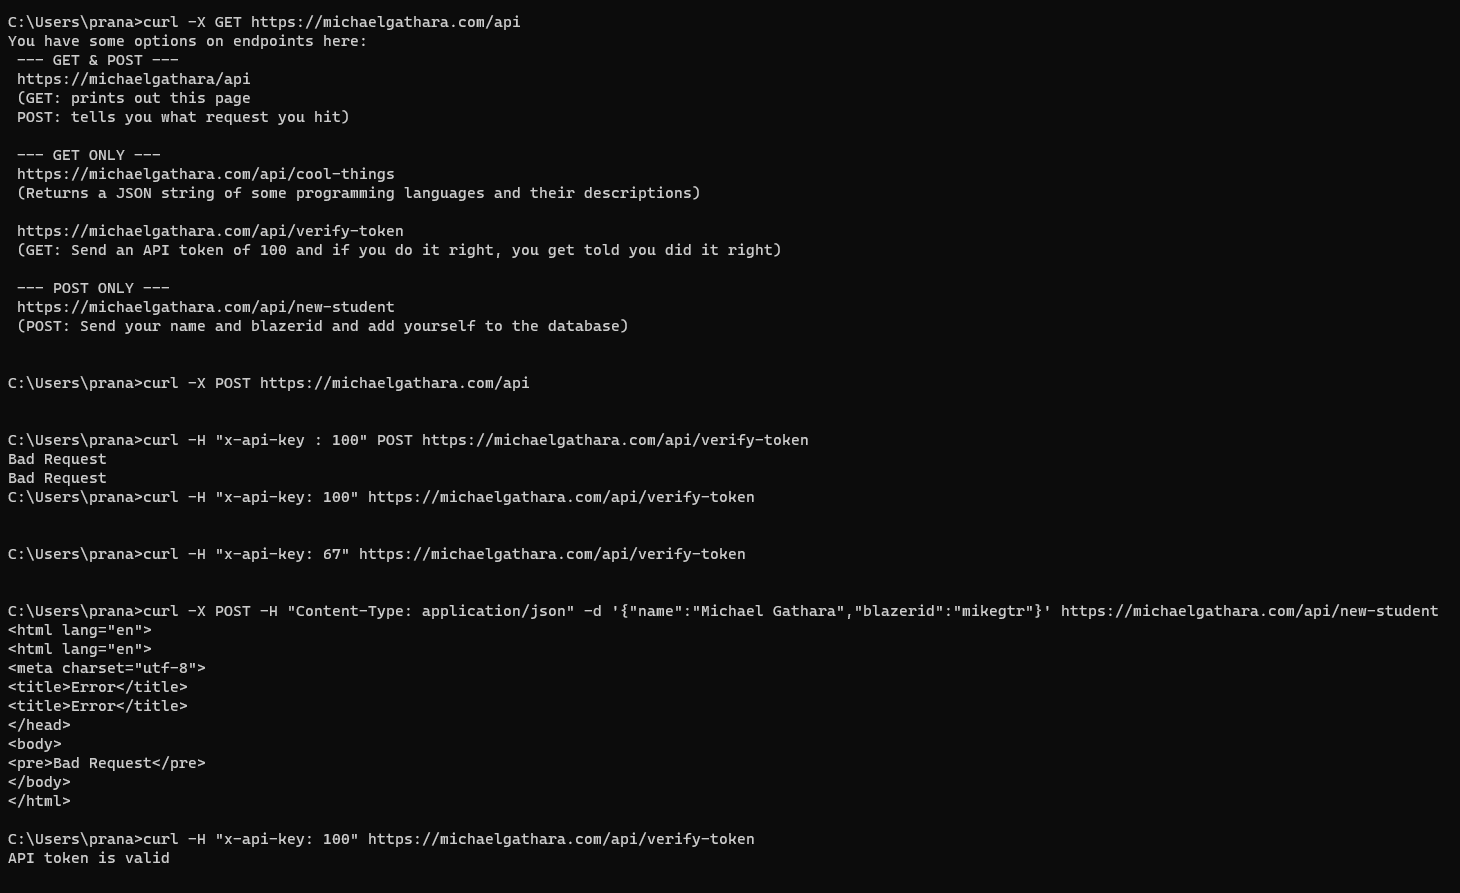 C:\Users\prana>curl -X GET https://michaelgathara.com/api
You have some options on endpoints here:
--- GET & POST ---
https://michaelgathara/api
(GET: prints out this page
POST: tells you what request you hit)
--- GET ONLY ---
https://michaelgathara.com/api/cool-things
(Returns a JSON string of some programming languages and their descriptions)
https://michaelgathara.com/api/verify-token
(GET: Send an API token of 100 and if you do it right, you get told you did it right)
--- POST ONLY ---
https://michaelgathara.com/api/new-student
(POST: Send your name and blazerid and add yourself to the database)
C:\Users\prana>curl -X POST https://michaelgathara.com/api
C:\Users\prana>curl -H "x-api-key : 100" POST https://michaelgathara.com/api/verify-token
Bad Request
Bad Request
C:\Users\prana>curl -H "x-api-key: 100" https://michaelgathara.com/api/verify-token
C:\Users\prana>curl -H "x-api-key: 67" https://michaelgathara.com/api/verify-token
C:\Users\prana>curl -X POST -H "Content-Type: application/json" -d '{"name":"Michael Gathara","blazerid":"mikegtr"}' https://michaelgathara.com/api/new-student
<html lang="en">
<html lang="en">
<meta charset="utf-8">
<title>Error</title>
<title>Error</title>
</head>
<body>
<pre>Bad Request</pre>
</body>
</html>
C:\Users\prana>curl -H "x-api-key: 100" https://michaelgathara.com/api/verify-token
API token is valid